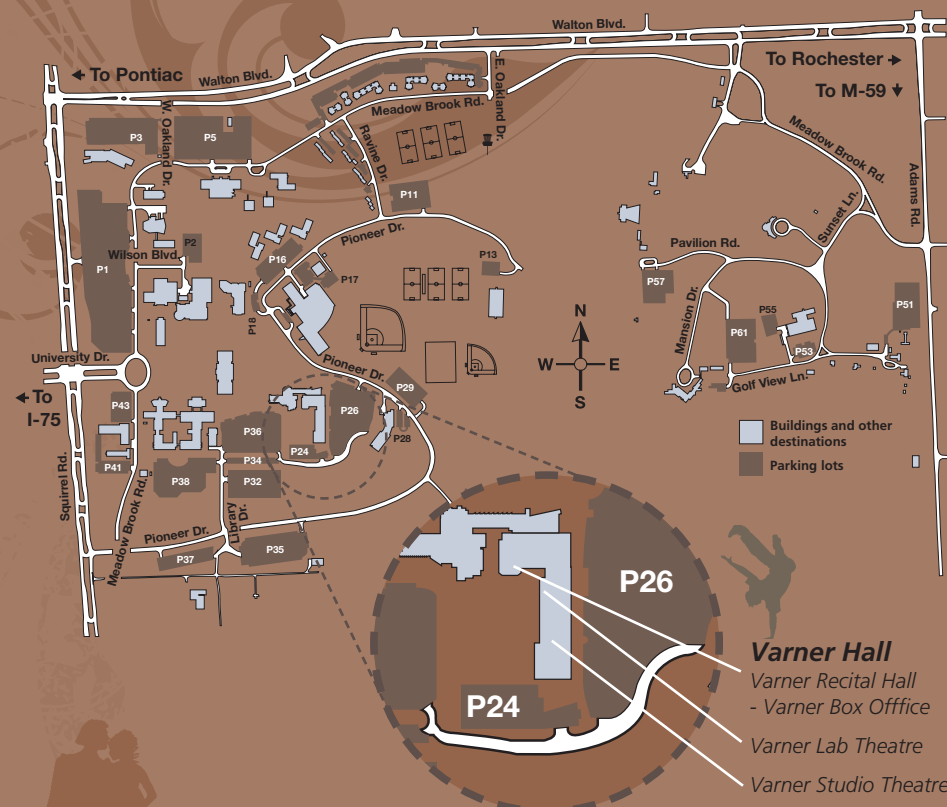 Walton Blvd.
To Rochester
To M-59
To Pontiac
Walton Blvd.
E. Oakland Dr.
Meadow Brook Rd.
W. Oakland Dr.
P3
P5
Ravine Dr.
Meadow Brook Rd.
Adams Rd.
P11
Sunset Ln.
Pioneer Dr.
P2
Wilson Blvd.
P16
P13
Pavilion Rd.
P1
P17
P57
P51
P18
N
Mansion Dr.
P55
P61
P53
University Dr.
Pioneer Dr.
W
E
S
Golf View Ln.
To
I-75
P43
P29
P26
P28
P36
P24
Buildings and other
destinations
Parking lots
P41
P34
P38
P32
Squirrel Rd.
Meadow Brook Rd.
Library
Dr.
Pioneer Dr.
P37
P35
P26
P24
Varner Hall
Varner Recital Hall
- Varner Box Offfice
Varner Lab Theatre
Varner Studio Theatre